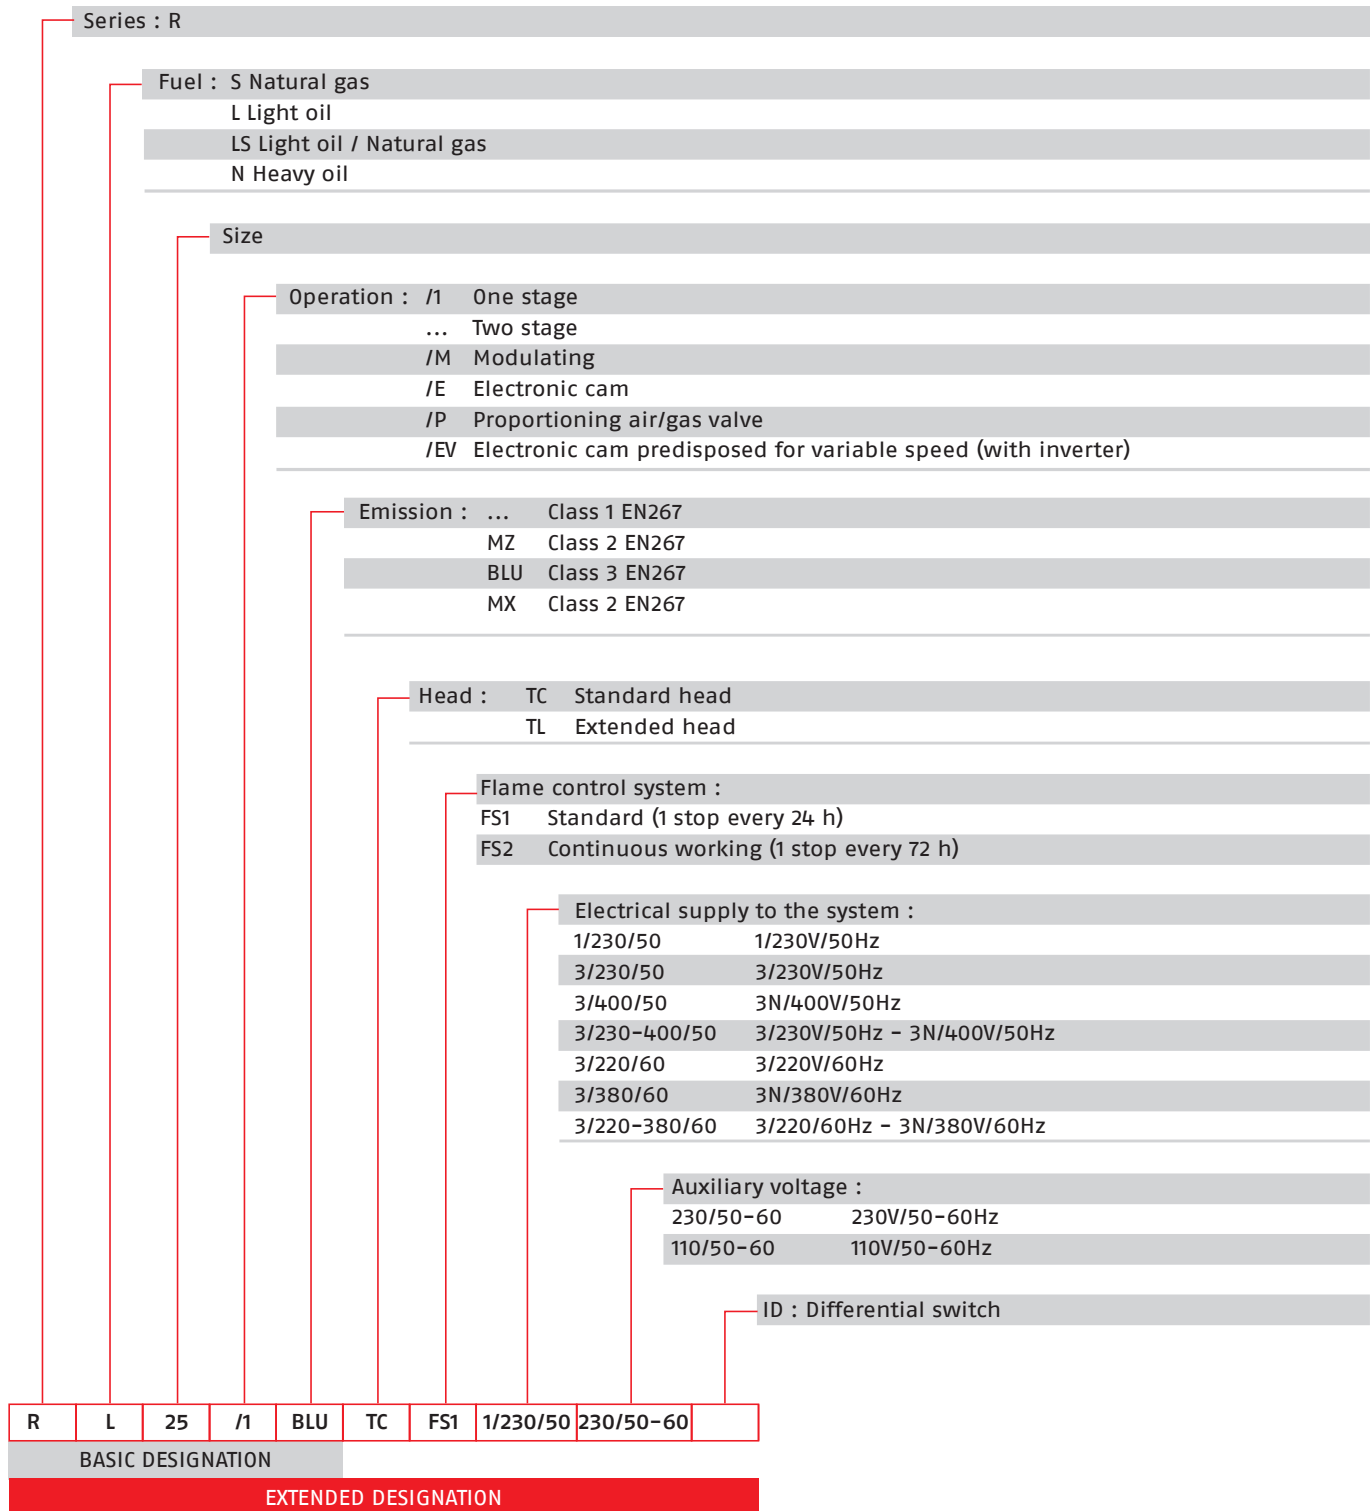 Series : R
Fuel : S Natural gas
L Light oil
LS Light oil / Natural gas
N Heavy oil
Size
Operation : /1 One stage
... Two stage
/M Modulating
/E Electronic cam
/P Proportioning air/gas valve
/EV Electronic cam predisposed for variable speed (with inverter)
Emission : ... Class 1 EN267
MZ Class 2 EN267
BLU Class 3 EN267
MX Class 2 EN267
Head : TC Standard head
TL Extended head
Flame control system :
FS1 Standard (1 stop every 24 h)
FS2 Continuous working (1 stop every 72 h)
Electrical supply to the system :
1/230/50 1/230V/50Hz
3/230/50 3/230V/50Hz
3/400/50 3N/400V/50Hz
3/230-400/50 3/230V/50Hz - 3N/400V/50Hz
3/220/60 3/220V/60Hz
3/380/60 3N/380V/60Hz
3/220-380/60 3/220/60Hz - 3N/380V/60Hz
Auxiliary voltage :
230/50-60 230V/50-60Hz
110/50-60 110V/50-60Hz
ID : Differential switch
R L 25 /1 BLU TC FS1 1/230/50 230/50-60
BASIC DESIGNATION
EXTENDED DESIGNATION